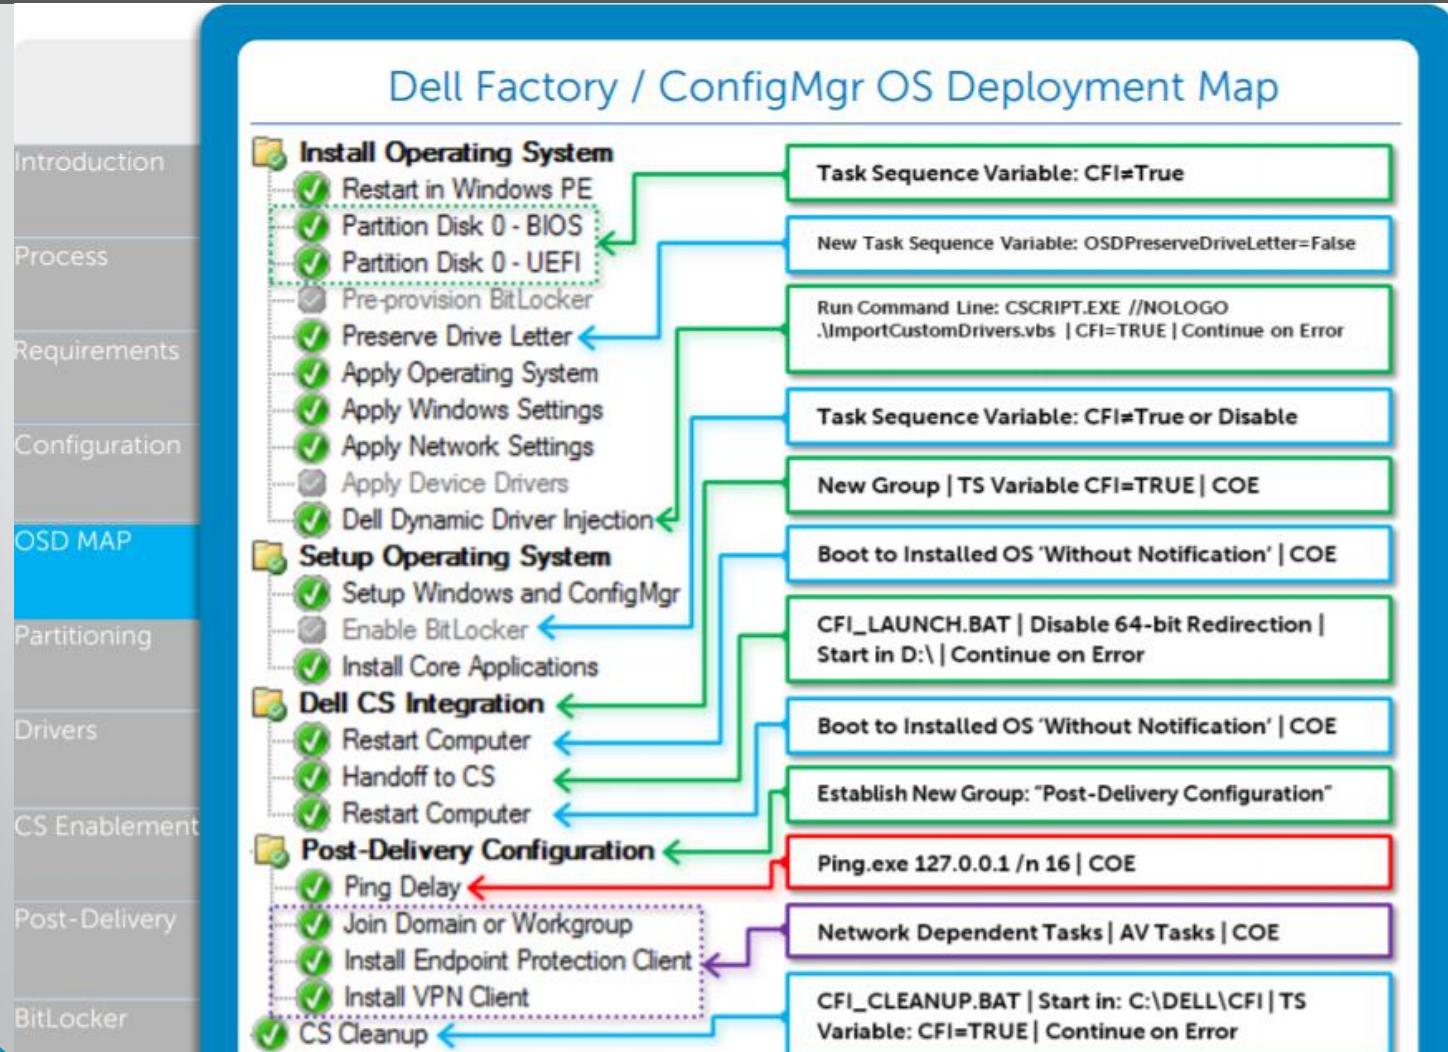 Dell Factory / ConfigMgr OS Deployment Map
Introduction
Process
Requirements
Configuration
OSD MAP
Partitioning
Drivers
CS Enablement
Post-Delivery
BitLocker
Install Operating System
Restart in Windows PE
Partition Disk 0 - BIOS
Partition Disk 0 - UEFI
Pre-provision BitLocker
Preserve Drive Letter
Apply Operating System
Apply Windows Settings
Apply Network Settings
Apply Device Drivers
Dell Dynamic Driver Injection
Setup Operating System
Setup Windows and ConfigMgr
Enable BitLocker
Install Core Applications
Dell CS Integration
Restart Computer
Handoff to CS
Restart Computer
Post-Delivery Configuration
Ping Delay
Join Domain or Workgroup
Install Endpoint Protection Client
Install VPN Client
CS Cleanup
Task Sequence Variable: CFI≠True
New Task Sequence Variable: OSDPreserveDriveLetter=False
Run Command Line: CSCRIPT.EXE //NOLOGO
.\ImportCustomDrivers.vbs | CFI=TRUE | Continue on Error
Task Sequence Variable: CFI≠True or Disable
New Group | TS Variable CFI=TRUE | COE
Boot to Installed OS ‘Without Notification’ | COE
CFI_LAUNCH.BAT | Disable 64-bit Redirection |
Start in D:\ | Continue on Error
Boot to Installed OS ‘Without Notification’ | COE
Establish New Group: “Post-Delivery Configuration”
Ping.exe 127.0.0.1 /n 16 | COE
Network Dependent Tasks | AV Tasks | COE
CFI_CLEANUP.BAT | Start in: C:\DELL\CFI | TS
Variable: CFI=TRUE | Continue on Error